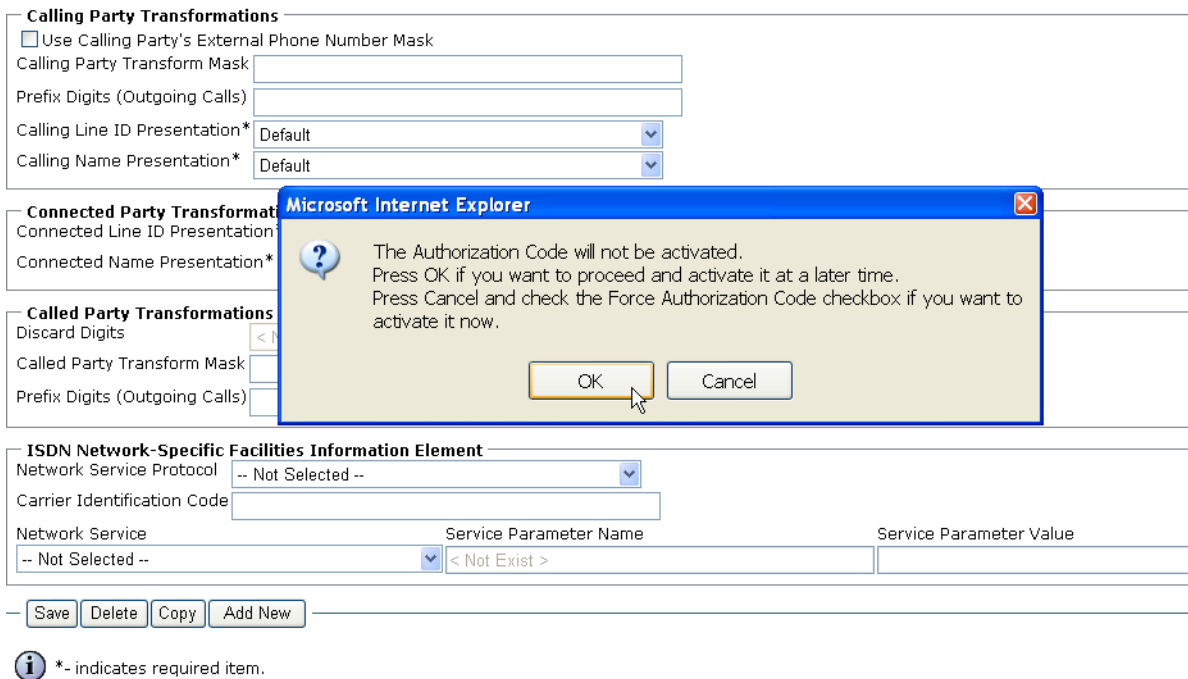 Calling Party Transformations
Use Calling Party's External Phone Number Mask
Calling Party Transform Mask
Prefix Digits (Outgoing Calls)
Calling Line ID Presentation* Default
Calling Name Presentation* Default
Microsoft Internet Explorer
The Authorization Code will not be activated.
Press OK if you want to proceed and activate it at a later time.
Press Cancel and check the Force Authorization Code checkbox if you want to
activate it now.
OK Cancel
Connected Party
Connected Line ID Presentation
Connected Name Presentation*
Called Party Transformations
Discard Digits
Called Party Transform Mask
Prefix Digits (Outgoing Calls)
ISDN Network-Specific Facilities Information Element
Network Service Protocol -- Not Selected --
Carrier Identification Code
Network Service Service Parameter Name Service Parameter Value
-- Not Selected -- < Not Exist >
Save Delete Copy Add New
i *- indicates required item.